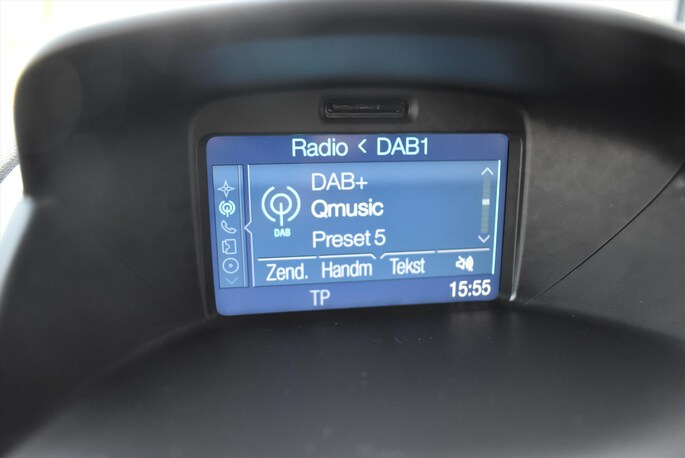 Radio < DAB1
DAB+
Qmusic
DAB
Preset 5
Zend. Handm Tekst
TP 15:55